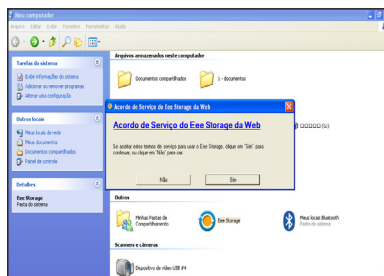 Meu computador
Arquivo Editar Exibir Favoritos Ferramentas Ajuda
Tarefas do sistema
Exibir informações do sistema
Adicionar ou remover programas
Alterar uma configuração
Outros locais
Meus locais de rede
Meus documentos
Documentos compartilhados
Painel de controle
Detalhes
Eee Storage
Pasta do sistema
Arquivos armazenados neste computador
Documentos compartilhados
1 - documentos
Acordo de Serviço do Eee Storage da Web
Acordo de Serviço do Eee Storage da Web
Se aceitar estes termos de serviço para usar o Eee Storage, clique em "Sim" para
continuar, ou clique em "Não" para sair.
Não
Sim
(G:)
Outros
Minhas Pastas de
Compartilhamento
Eee Storage
Meus locais Bluetooth
Pasta do sistema
Scanners e câmeras
Dispositivo de vídeo USB #4